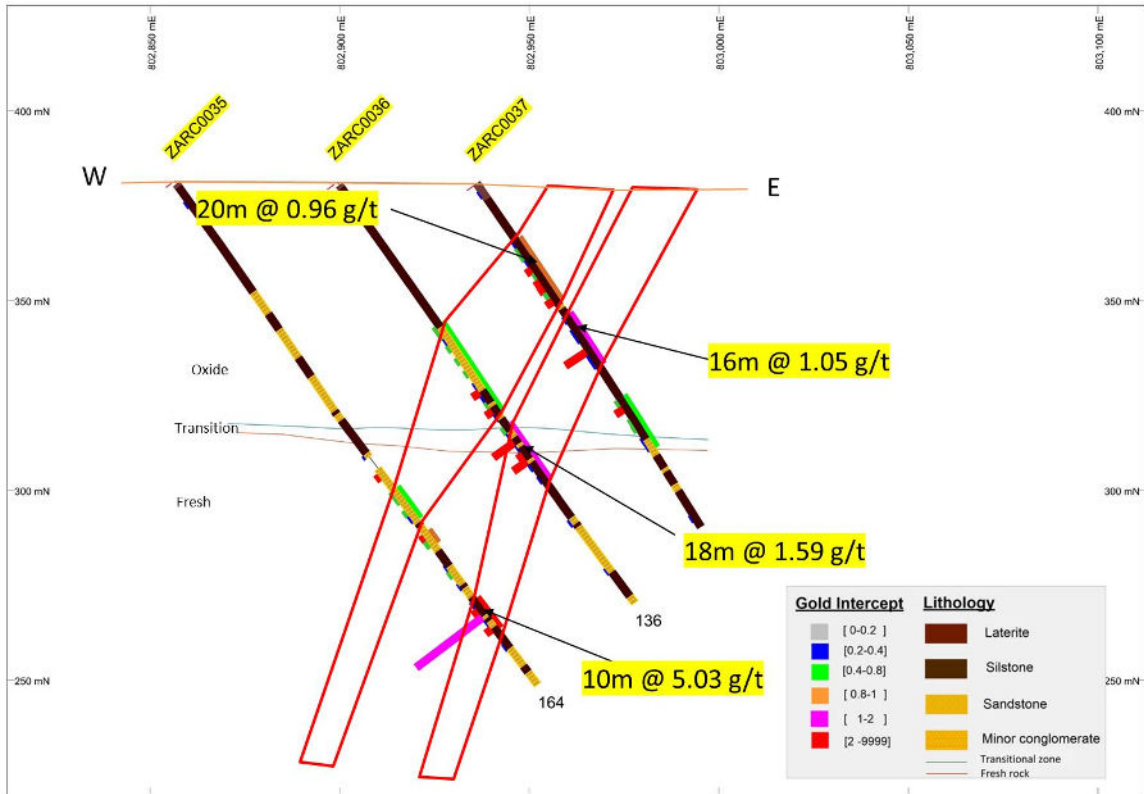 802,850 mE
802,900 mE
802,950 mE
803,000 mE
803,050 mE
803,100 mE
400 mN
400 mN
ZARC0035
ZARC0036
ZARC0037
W
E
20m @ 0.96 g/t
350 mN
350 mN
16m @ 1.05 g/t
Oxide
Transition
Fresh
300 mN
300 mN
18m @ 1.59 g/t
136
10m @ 5.03 g/t
164
250 mN
250 mN
Gold Intercept
[ 0-0.2 ]
[0.2-0.4)
[0.4-0.8)
[ 0.8-1 )
[ 1-2 )
[2 -9999]
Lithology
Laterite
Silstone
Sandstone
Minor conglomerate
Transitional zone
Fresh rock